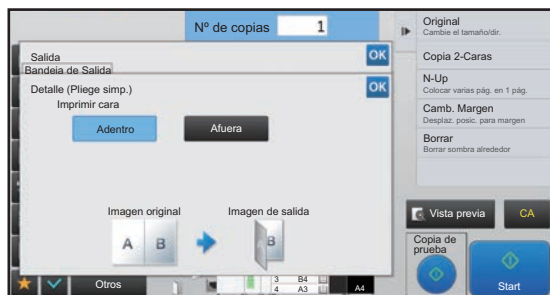 Nº de copias 1
Salida
OK
Bandeja de Salida
Detalle (Pliege simp.)
OK
Imprimir cara
Adentro
Afuera
Imagen original
Imagen de salida
A B
B
Otros
3 B4
4 A3
A4
Original
Cambie el tamaño/dir.
Copia 2-Caras
N-Up
Colocar varias pág. en 1 pág.
Camb. Margen
Desplaz. posic. para margen
Borrar
Borrar sombra alrededor
Vista previa
CA
Copia de
prueba
Start